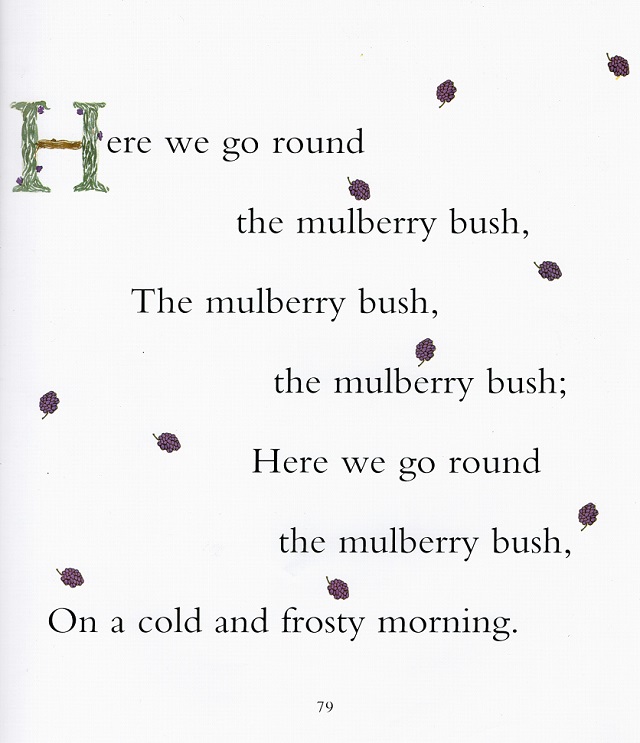 Here we go round
the mulberry bush,
The mulberry bush,
the mulberry bush;
Here we go round
the mulberry bush,
On a cold and frosty morning.
79